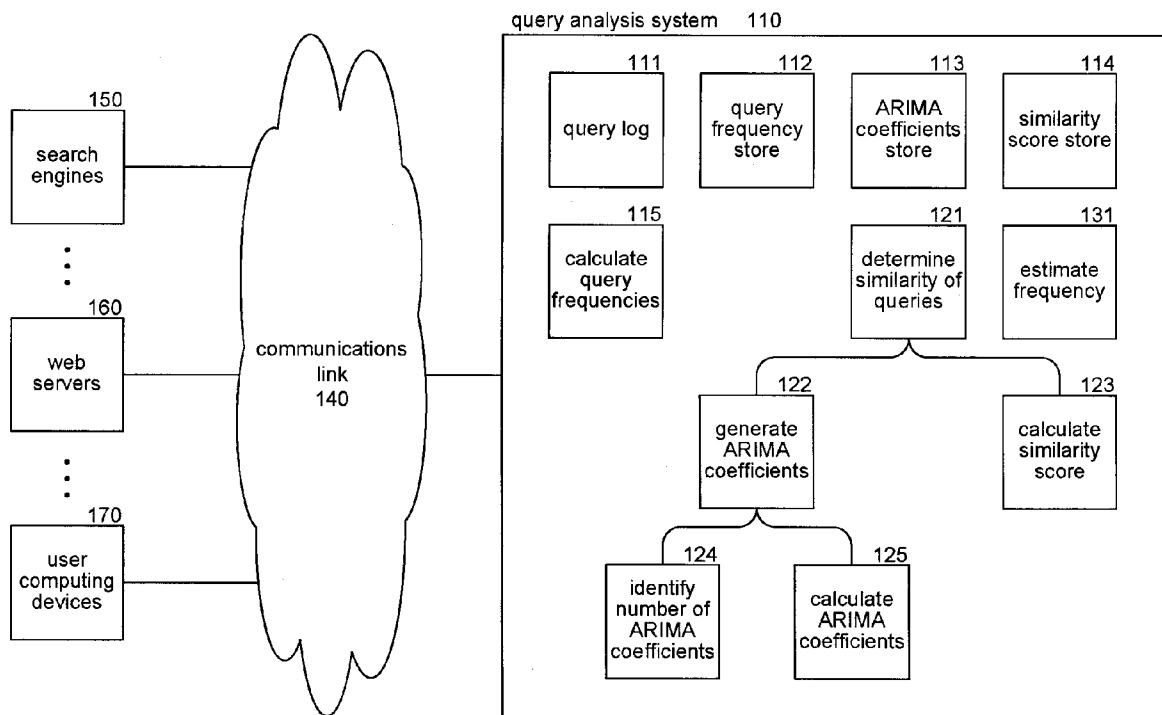 query analysis system 110
111
query log
112
query
frequency
store
113
ARIMA
coefficients
store
114
similarity
score store
150
search
engines
115
calculate
query
frequencies
121
determine
similarity of
queries
131
estimate
frequency
160
web
servers
communications
link
140
122
generate
ARIMA
coefficients
123
calculate
similarity
score
170
user
computing
devices
124
identify
number of
ARIMA
coefficients
125
calculate
ARIMA
coefficients